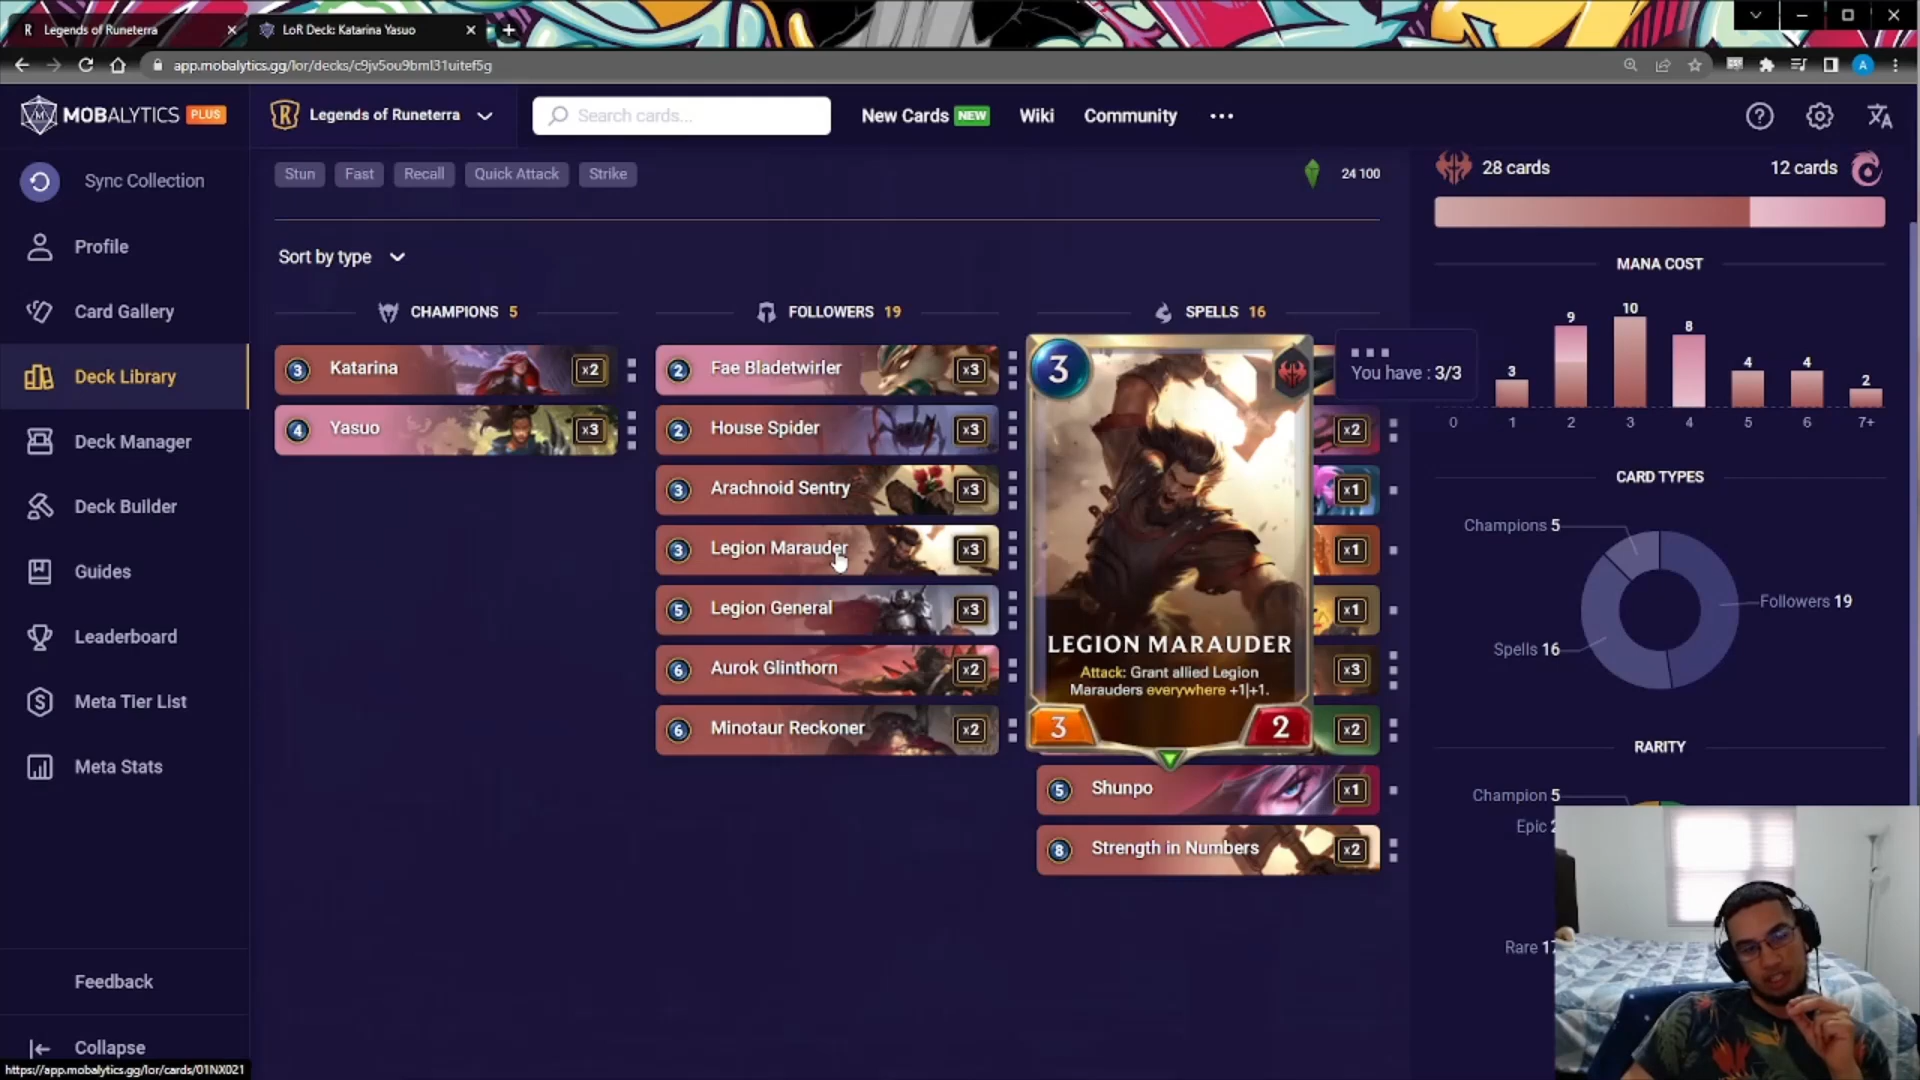 Legends of Runeterra
LoR Deck: Katarina Yasuo
app.mobalytics.gg/lor/decks/c9jv5ou9bml31uitef5g
A
MOBALYTICS PLUS
Legends of Runeterra
Search cards...
New Cards NEW
Wiki
Community
Sync Collection
Profile
Card Gallery
Deck Library
Deck Manager
Deck Builder
Guides
Leaderboard
Meta Tier List
Meta Stats
Feedback
Collapse
https://app.mobalytics.gg/lor/cards/01NX021
Stun
Fast
Recall
Quick Attack
Strike
24 100
Sort by type
CHAMPIONS 5
3 Katarina x2
4 Yasuo x3
FOLLOWERS 19
2 Fae Bladetwirler x3
2 House Spider x3
3 Arachnoid Sentry x3
3 Legion Marauder x3
5 Legion General x3
6 Aurok Glinthorn x2
6 Minotaur Reckoner x2
SPELLS 16
x2
x1
x1
x1
x3
x2
5 Shunpo x1
8 Strength in Numbers x2
3
LEGION MARAUDER
Attack: Grant allied Legion
Marauders everywhere +1|+1.
3
2
You have : 3/3
28 cards
12 cards
MANA COST
3 9 10 8 4 4 2
0 1 2 3 4 5 6 7+
CARD TYPES
Champions 5
Followers 19
Spells 16
RARITY
Champion 5
Epic
Rare